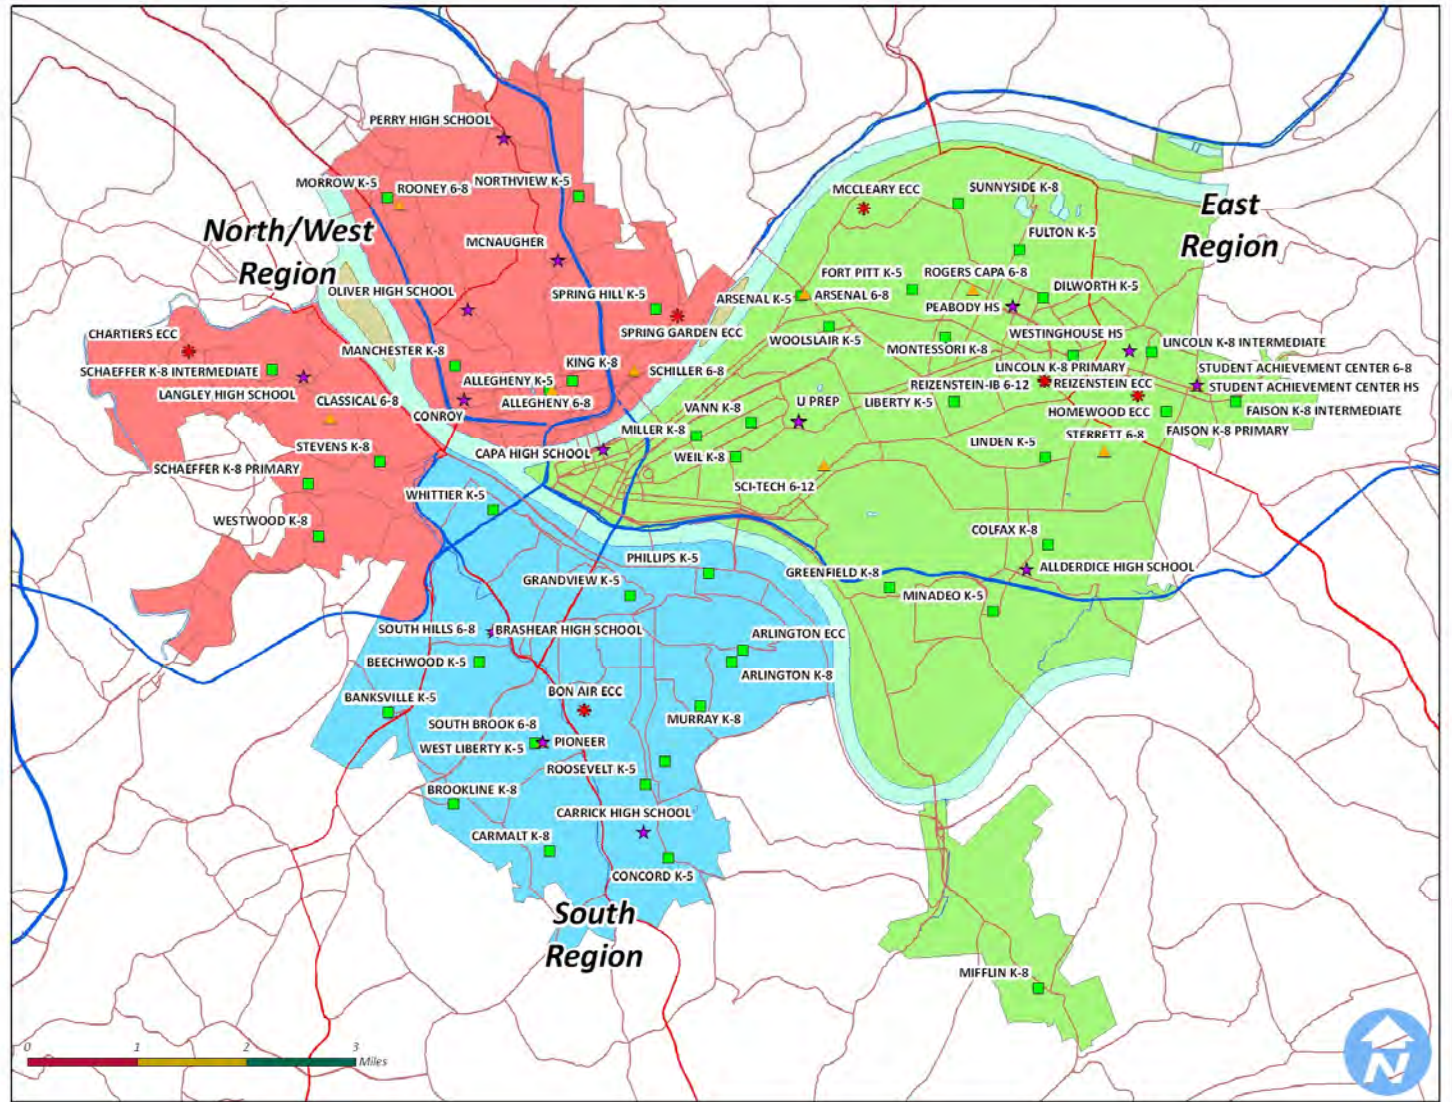 PERRY HIGH SCHOOL
MORROW K-5
ROONEY 6-8
NORTHVIEW K-5
MCCLEARY ECC
SUNNYSIDE K-8
East
Region
North/West
Region
FULTON K-5
MCNAUGHER
OLIVER HIGH SCHOOL
SPRING HILL K-5
FORT PITT K-5
ROGERS CAPA 6-8
DILWORTH K-5
ARSENAL K-5
ARSENAL 6-8
PEABODY HS
CHARTIERS ECC
SPRING GARDEN ECC
WOOLSLAIR K-5
WESTINGHOUSE HS
LINCOLN K-8 INTERMEDIATE
MANCHESTER K-8
MONTESSORI K-8
SCHAEFFER K-8 INTERMEDIATE
KING K-8
SCHILLER 6-8
LINCOLN K-8 PRIMARY
STUDENT ACHIEVEMENT CENTER 6-8
LANGLEY HIGH SCHOOL
ALLEGHENY K-5
REIZENSTEIN-IB 6-12
REIZENSTEIN ECC
STUDENT ACHIEVEMENT CENTER HS
CLASSICAL 6-8
ALLEGHENY 6-8
U PREP
LIBERTY K-5
HOMEWOOD ECC
FAISON K-8 INTERMEDIATE
CONROY
VANN K-8
MILLER K-8
FAISON K-8 PRIMARY
STEVENS K-8
CAPA HIGH SCHOOL
WEIL K-8
LINDEN K-5
STERRETT 6-8
SCHAEFFER K-8 PRIMARY
SCI-TECH 6-12
WHITTIER K-5
WESTWOOD K-8
COLFAX K-8
PHILLIPS K-5
GREENFIELD K-8
ALLDERDICE HIGH SCHOOL
GRANDVIEW K-5
MINADEO K-5
SOUTH HILLS 6-8
BRASHEAR HIGH SCHOOL
ARLINGTON ECC
BEECHWOOD K-5
ARLINGTON K-8
BANKSVILLE K-5
BON AIR ECC
MURRAY K-8
SOUTH BROOK 6-8
WEST LIBERTY K-5
PIONEER
ROOSEVELT K-5
BROOKLINE K-8
CARRICK HIGH SCHOOL
CARMALT K-8
CONCORD K-5
South
Region
MIFFLIN K-8
0 1 2 3
Miles
N